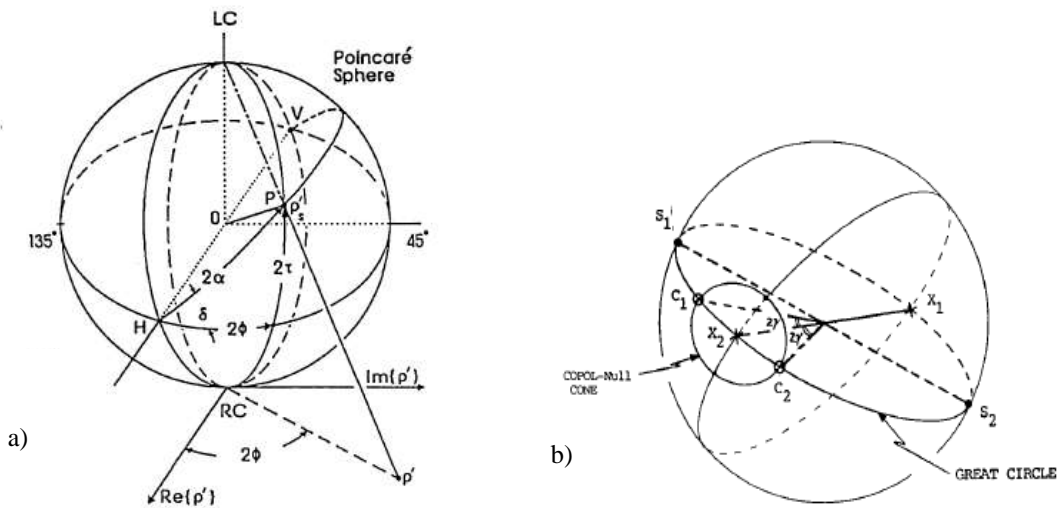 LC
Poincaré
Sphere
V
O
P
ρ's
135°
45°
2α
2τ
H
δ
2ϕ
Im{ρ'}
RC
2ϕ
ρ'
Re{ρ'}
a)
S1'
C1
X1
X2
2γ
2γ
COPOL-Null
CONE
C2
S2
GREAT CIRCLE
b)